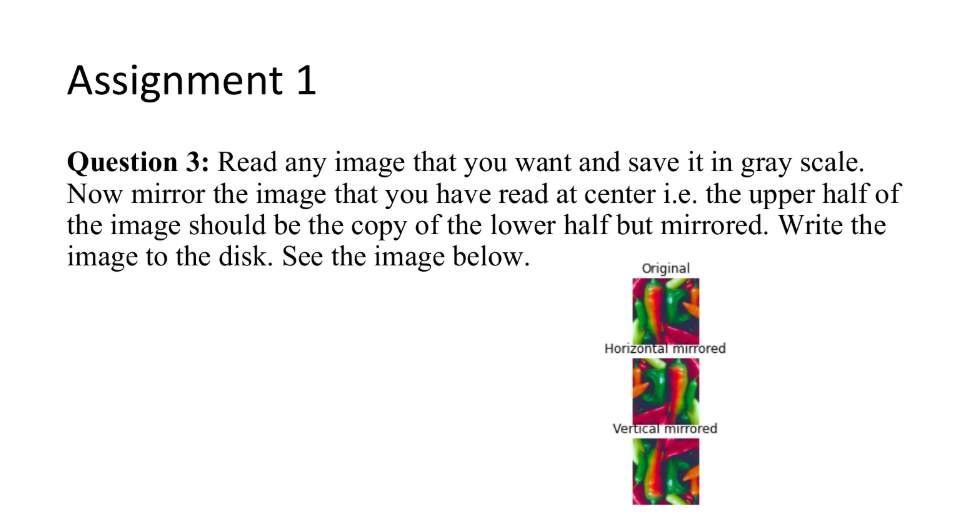 Assignment 1
Question 3: Read any image that you want and save it in gray scale.
Now mirror the image that you have read at center i.e. the upper half of
the image should be the copy of the lower half but mirrored. Write the
image to the disk. See the image below.
Original
Horizontal mirrored
Vertical mirrored